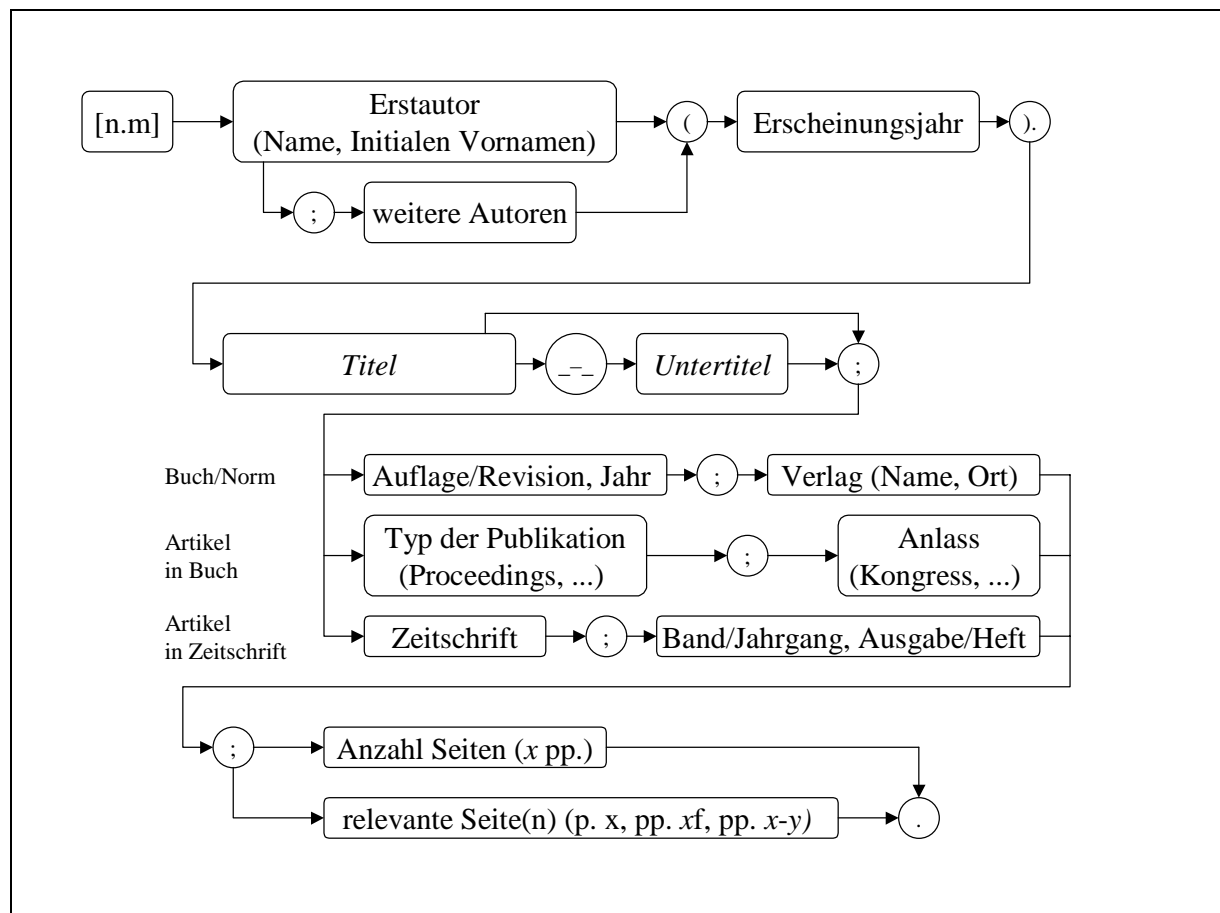 [n.m]
Erstautor
(Name, Initialen Vornamen)
(
Erscheinungsjahr
).
;
weitere Autoren
Titel
_–_
Untertitel
;
Buch/Norm
Auflage/Revision, Jahr
;
Verlag (Name, Ort)
Artikel
in Buch
Typ der Publikation
(Proceedings, ...)
;
Anlass
(Kongress, ...)
Artikel
in Zeitschrift
Zeitschrift
;
Band/Jahrgang, Ausgabe/Heft
;
Anzahl Seiten (x pp.)
relevante Seite(n) (p. x, pp. xf, pp. x-y)
.